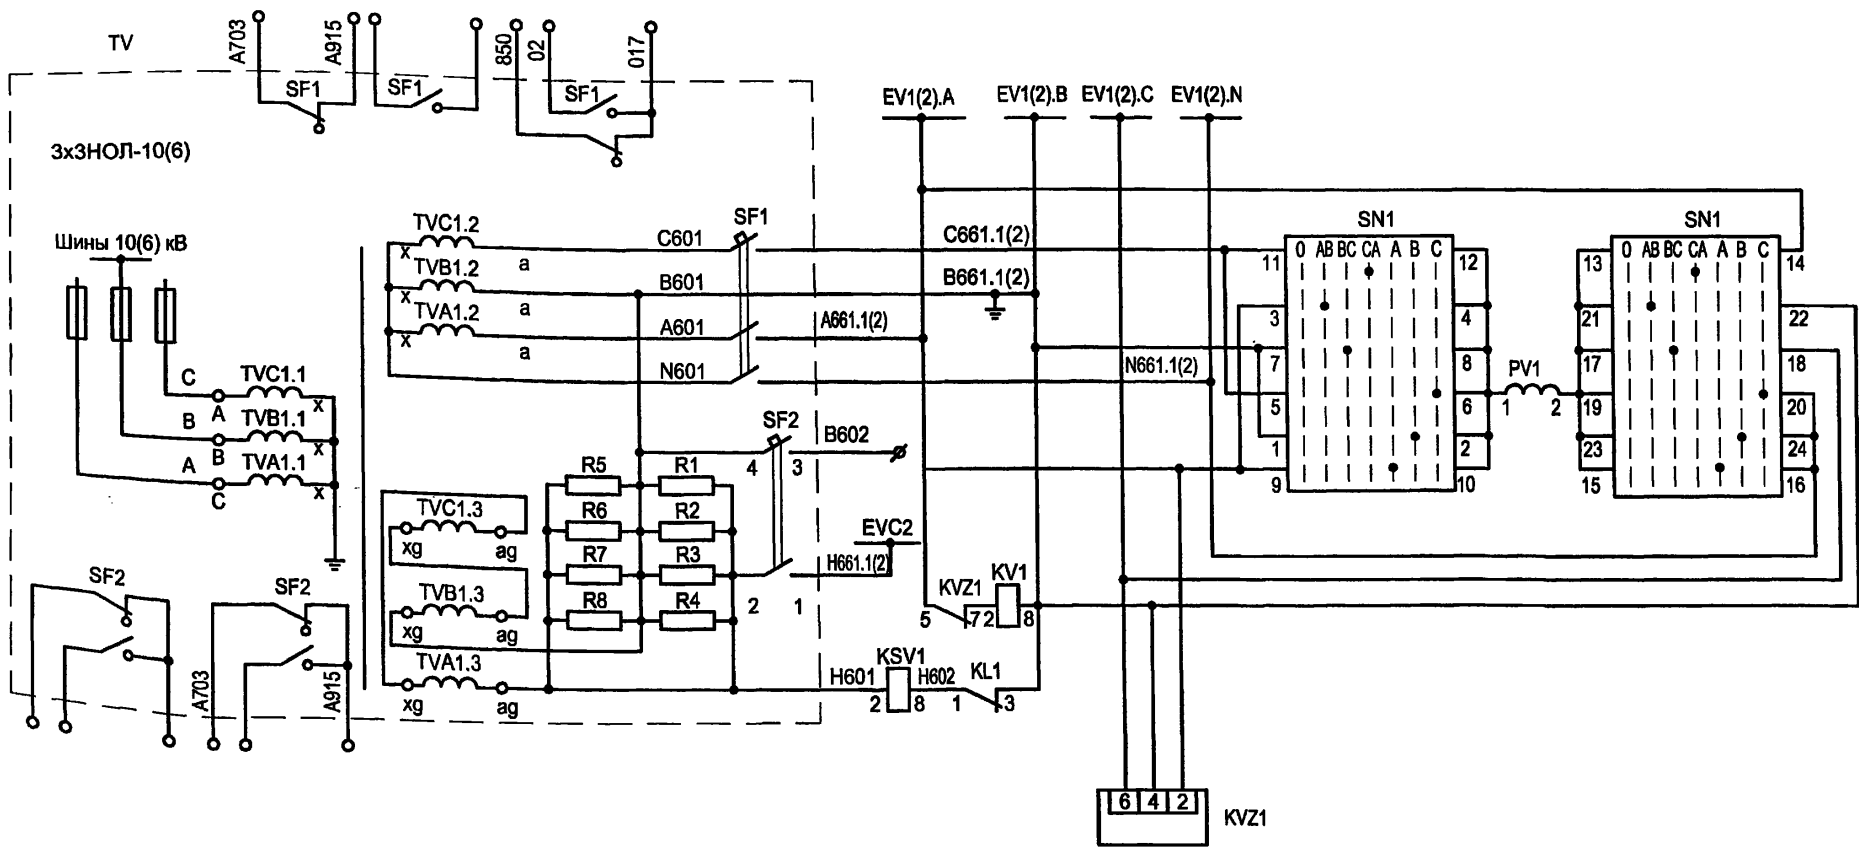 TV
A703
A915
850
02
017
SF1
SF1
SF1
3х3НОЛ-10(6)
Шины 10(6) кВ
C
B
A
A
B
C
TVC1.1
x
TVB1.1
x
TVA1.1
x
TVC1.2
x
a
TVB1.2
x
a
TVA1.2
x
a
C601
B601
A601
N601
SF1
C661.1(2)
B661.1(2)
A661.1(2)
N661.1(2)
EV1(2).A
EV1(2).B
EV1(2).C
EV1(2).N
SF2
4
3
B602
2
1
EVC2
H661.1(2)
R5
R1
R6
R2
R7
R3
R8
R4
TVC1.3
xg
ag
TVB1.3
xg
ag
TVA1.3
xg
ag
SF2
SF2
A703
A915
KVZ1
KV1
5
7
2
8
H601
KSV1
H602
KL1
2
8
1
3
SN1
O AB BC CA A B C
11
3
7
5
1
9
12
4
8
6
2
10
PV1
1
2
SN1
O AB BC CA A B C
13
21
17
19
23
15
14
22
18
20
24
16
6 4 2
KVZ1